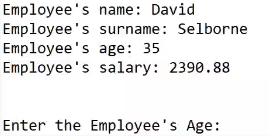 Employee's name: David
Employee's surname: Selborne
Employee's age: 35
Employee's salary: 2390.88
Enter the Employee's Age: